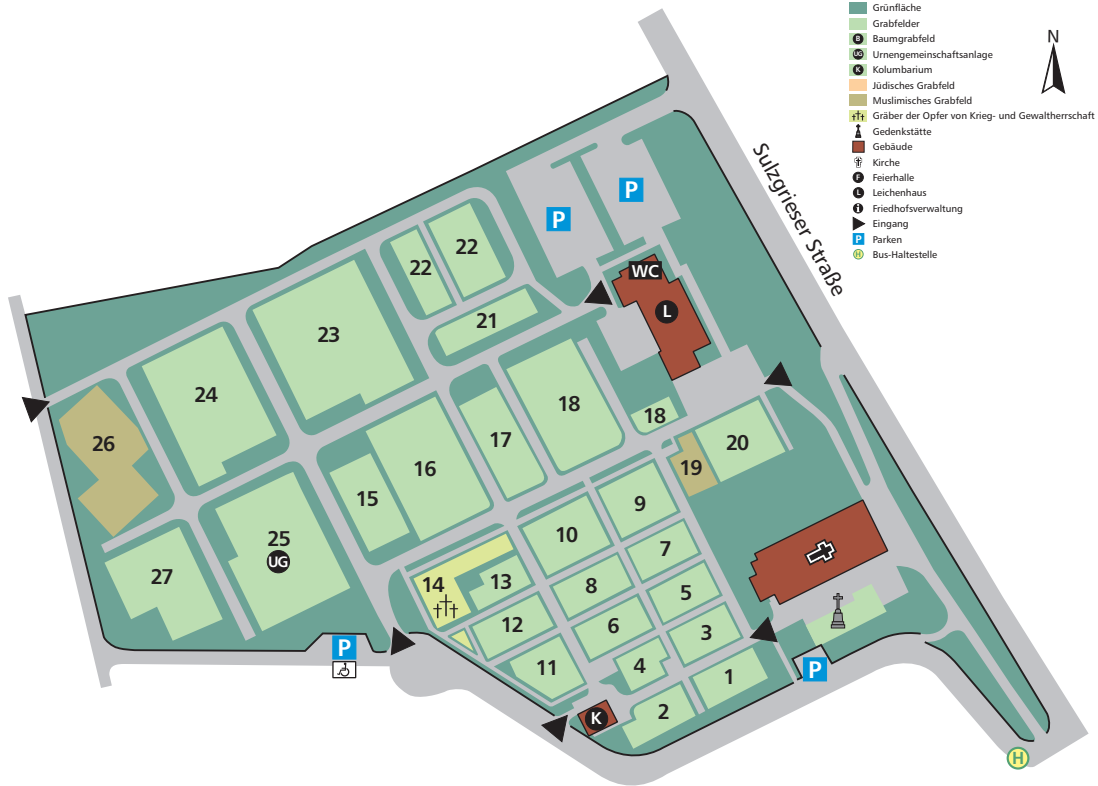 Grünfläche
Grabfelder
B Baumgrabfeld
UG Urnengemeinschaftsanlage
K Kolumbarium
Jüdisches Grabfeld
Muslimisches Grabfeld
Gräber der Opfer von Krieg- und Gewaltherrschaft
Gedenkstätte
Gebäude
Kirche
F Feierhalle
L Leichenhaus
i Friedhofsverwaltung
Eingang
P Parken
H Bus-Haltestelle
N
Sulzgrieser Straße
P
P
WC
L
22
22
21
23
24
26
18
18
17
16
15
20
19
25
UG
27
9
10
7
8
5
6
3
4
1
2
14
13
12
11
K
P
P
H